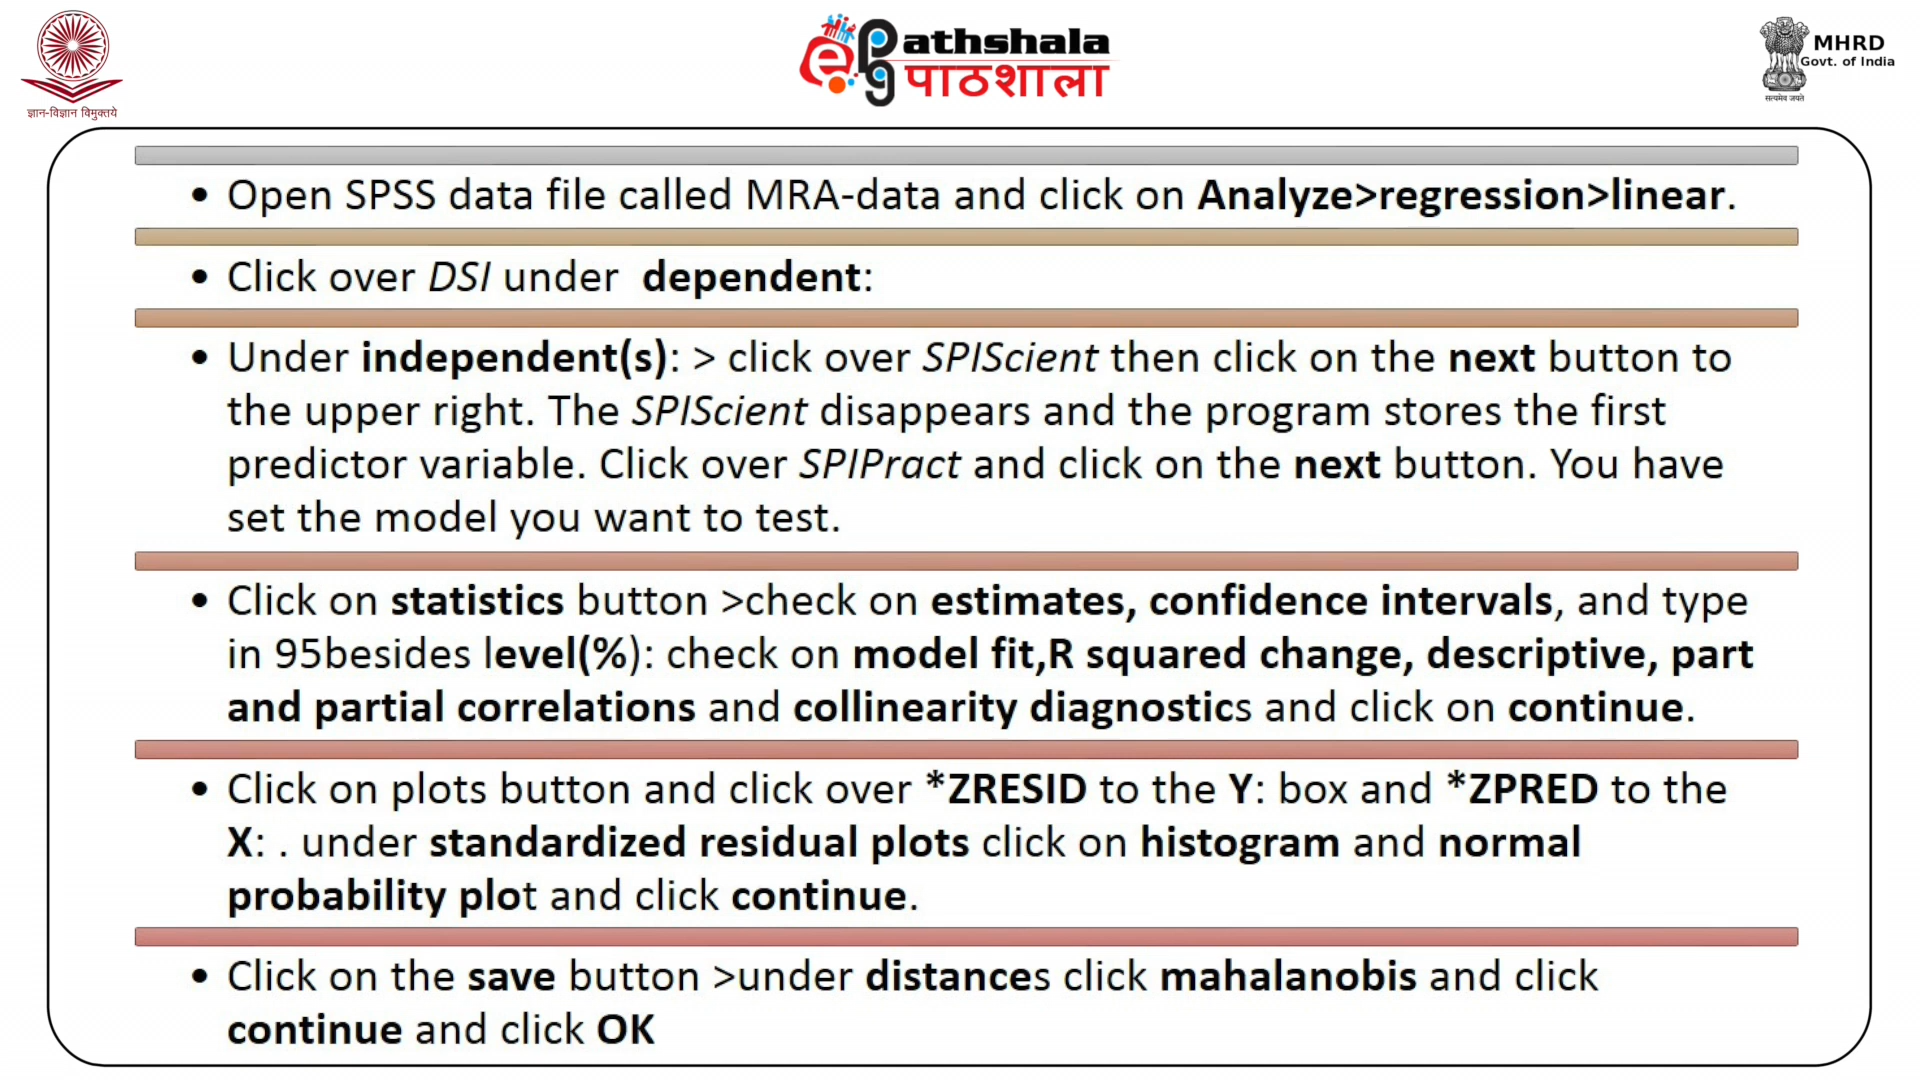 ज्ञान-विज्ञान विमुक्तये
e PG athshala
पाठशाला
MHRD
Govt. of India
सत्यमेव जयते
• Open SPSS data file called MRA-data and click on Analyze>regression>linear.
• Click over DSI under  dependent:
• Under independent(s): > click over SPIScient then click on the next button to
the upper right. The SPIScient disappears and the program stores the first
predictor variable. Click over SPIPract and click on the next button. You have
set the model you want to test.
• Click on statistics button >check on estimates, confidence intervals, and type
in 95besides level(%): check on model fit,R squared change, descriptive, part
and partial correlations and collinearity diagnostics and click on continue.
• Click on plots button and click over *ZRESID to the Y: box and *ZPRED to the
X: . under standardized residual plots click on histogram and normal
probability plot and click continue.
• Click on the save button >under distances click mahalanobis and click
continue and click OK